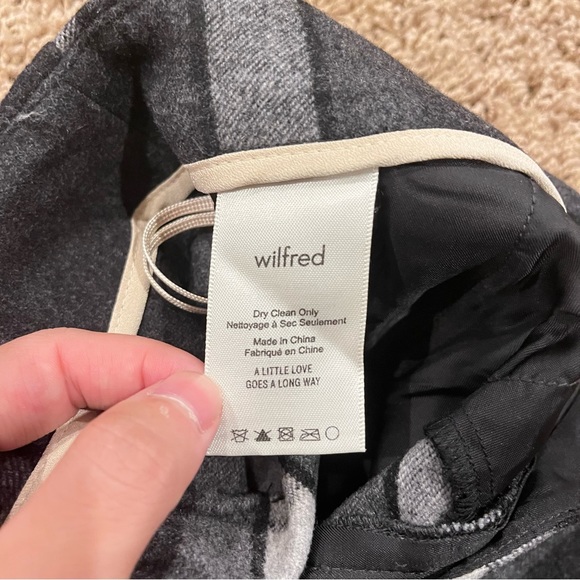 wilfred
Dry Clean Only
Nettoyage à Sec Seulement
Made in China
Fabriqué en Chine
A LITTLE LOVE
GOES A LONG WAY